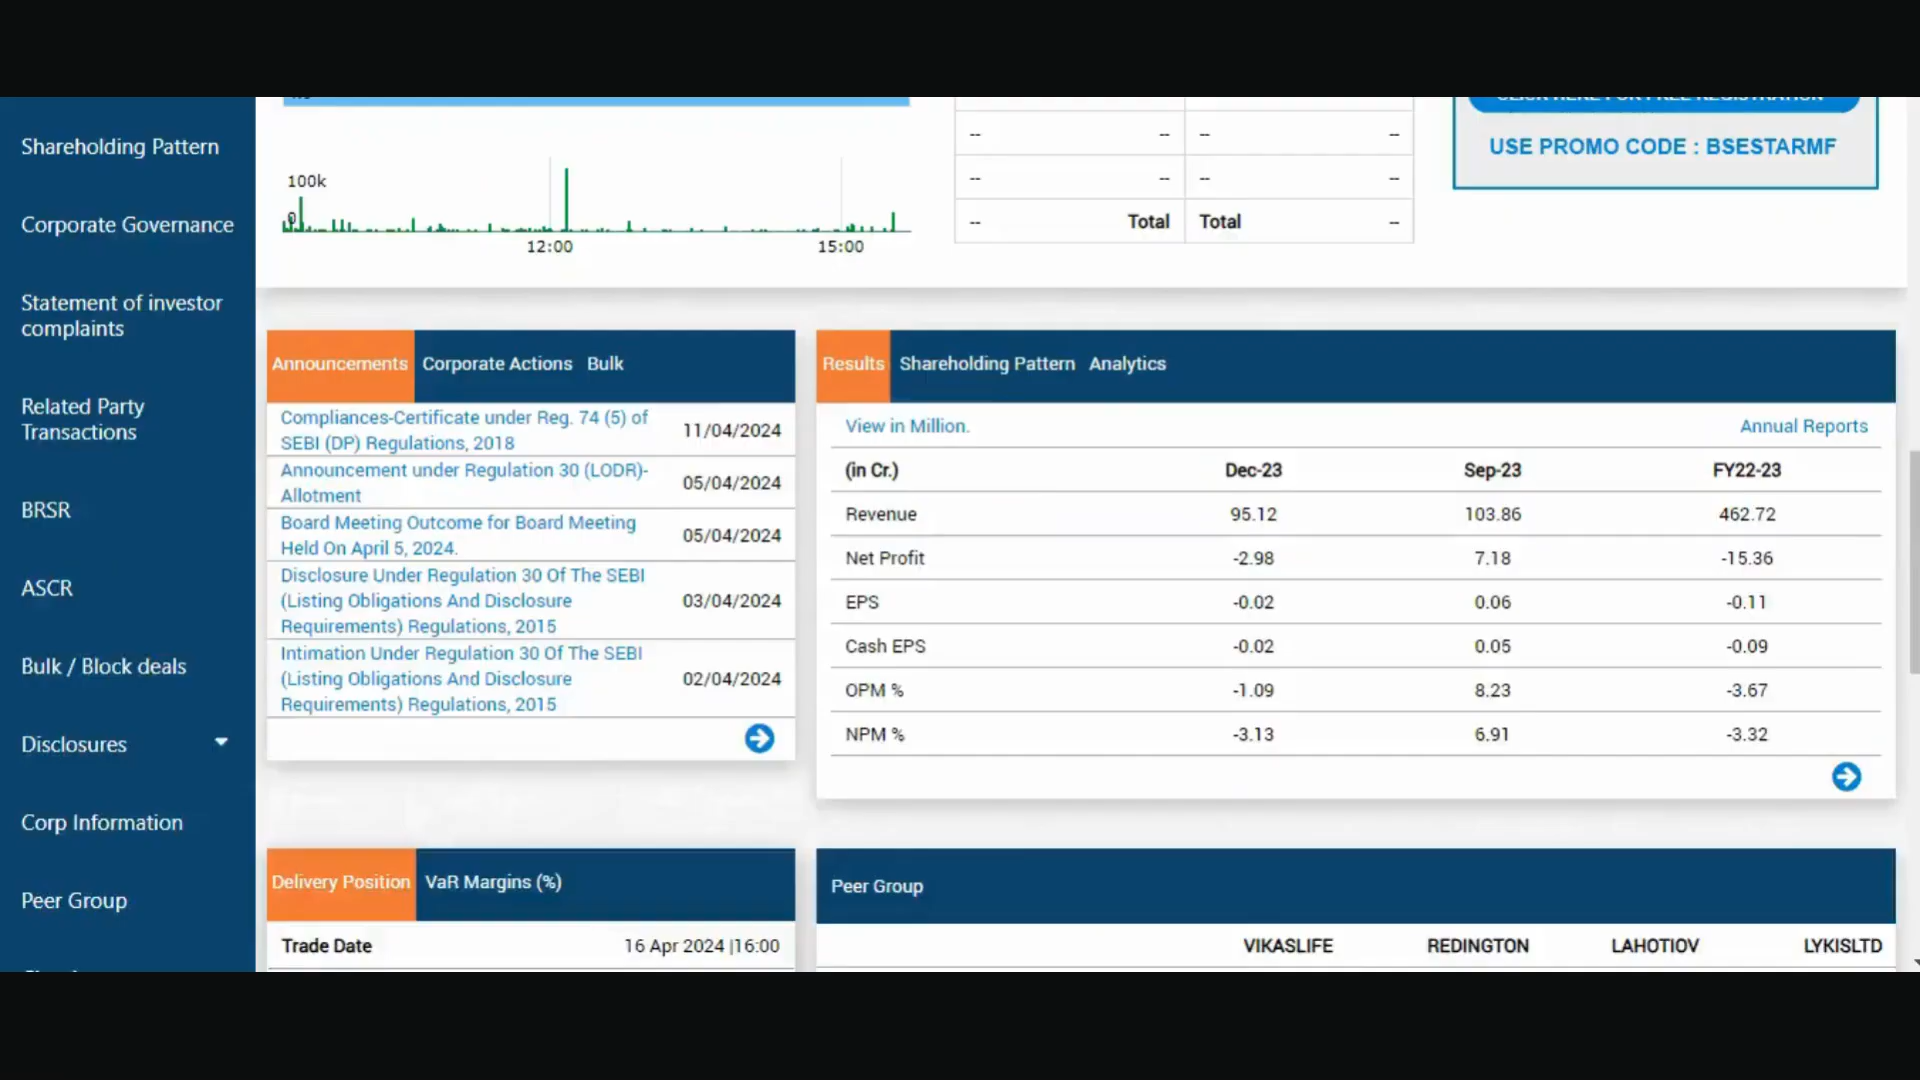 CLICK HERE FOR FREE REGISTRATION
Shareholding Pattern
Corporate Governance
Statement of investor
complaints
Related Party
Transactions
BRSR
ASCR
Bulk / Block deals
Disclosures
Corp Information
Peer Group
100k
0
12:00 15:00
-- -- -- --
-- -- -- --
-- Total Total --
USE PROMO CODE : BSESTARMF
Announcements Corporate Actions Bulk
Compliances-Certificate under Reg. 74 (5) of
SEBI (DP) Regulations, 2018 11/04/2024
Announcement under Regulation 30 (LODR)-
Allotment 05/04/2024
Board Meeting Outcome for Board Meeting
Held On April 5, 2024. 05/04/2024
Disclosure Under Regulation 30 Of The SEBI
(Listing Obligations And Disclosure 03/04/2024
Requirements) Regulations, 2015
Intimation Under Regulation 30 Of The SEBI
(Listing Obligations And Disclosure 02/04/2024
Requirements) Regulations, 2015
Results Shareholding Pattern Analytics
View in Million. Annual Reports
(in Cr.) Dec-23 Sep-23 FY22-23
Revenue 95.12 103.86 462.72
Net Profit -2.98 7.18 -15.36
EPS -0.02 0.06 -0.11
Cash EPS -0.02 0.05 -0.09
OPM % -1.09 8.23 -3.67
NPM % -3.13 6.91 -3.32
Delivery Position VaR Margins (%)
Trade Date 16 Apr 2024 |16:00
Peer Group
VIKASLIFE REDINGTON LAHOTIOV LYKISLTD